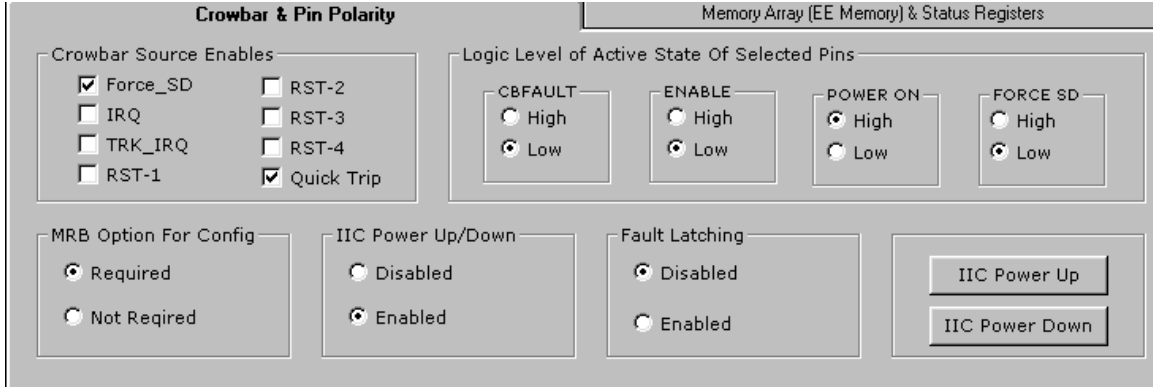 Crowbar & Pin Polarity
Memory Array (EE Memory) & Status Registers
Crowbar Source Enables
Force_SD
IRQ
TRK_IRQ
RST-1
RST-2
RST-3
RST-4
Quick Trip
Logic Level of Active State Of Selected Pins
CBFAULT
High
Low
ENABLE
High
Low
POWER ON
High
Low
FORCE SD
High
Low
MRB Option For Config
Required
Not Reqired
IIC Power Up/Down
Disabled
Enabled
Fault Latching
Disabled
Enabled
IIC Power Up
IIC Power Down